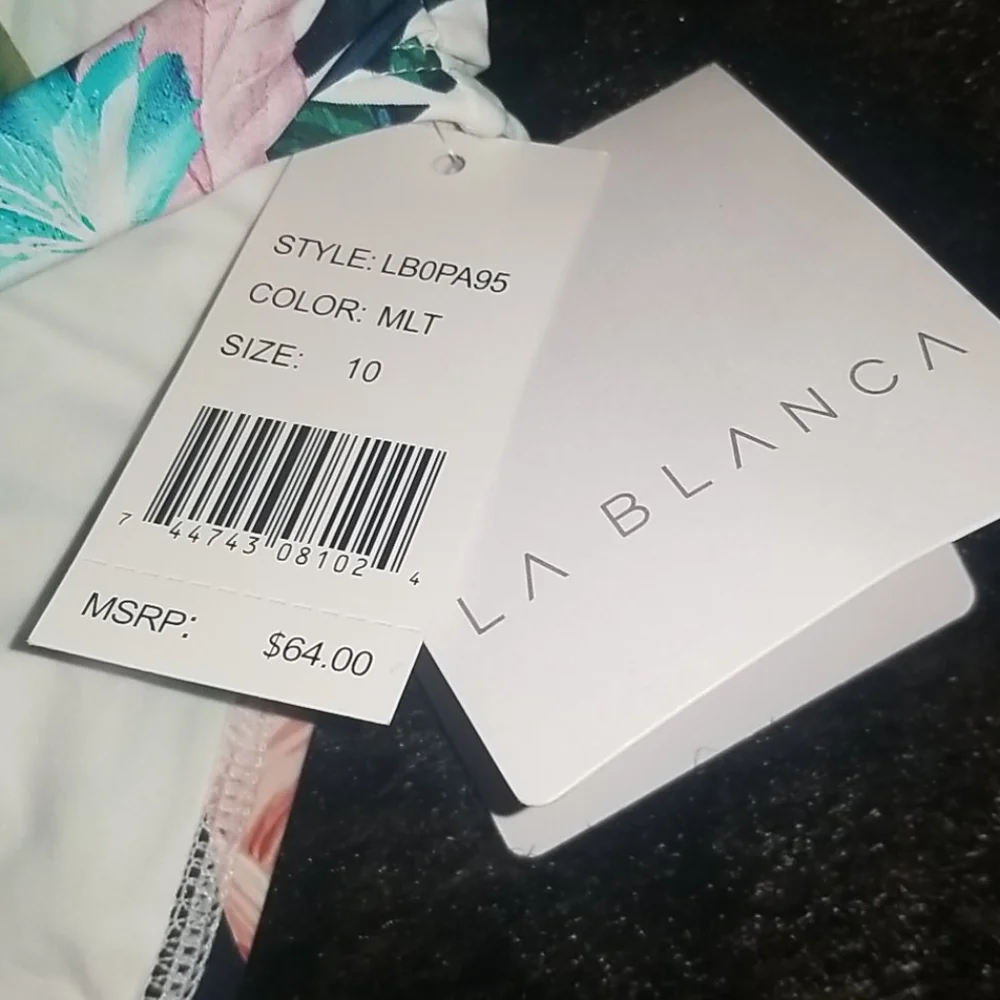 STYLE: LB0PA95
COLOR: MLT
SIZE: 10
7 44743 08102 4
MSRP: $64.00
LA BLANCA